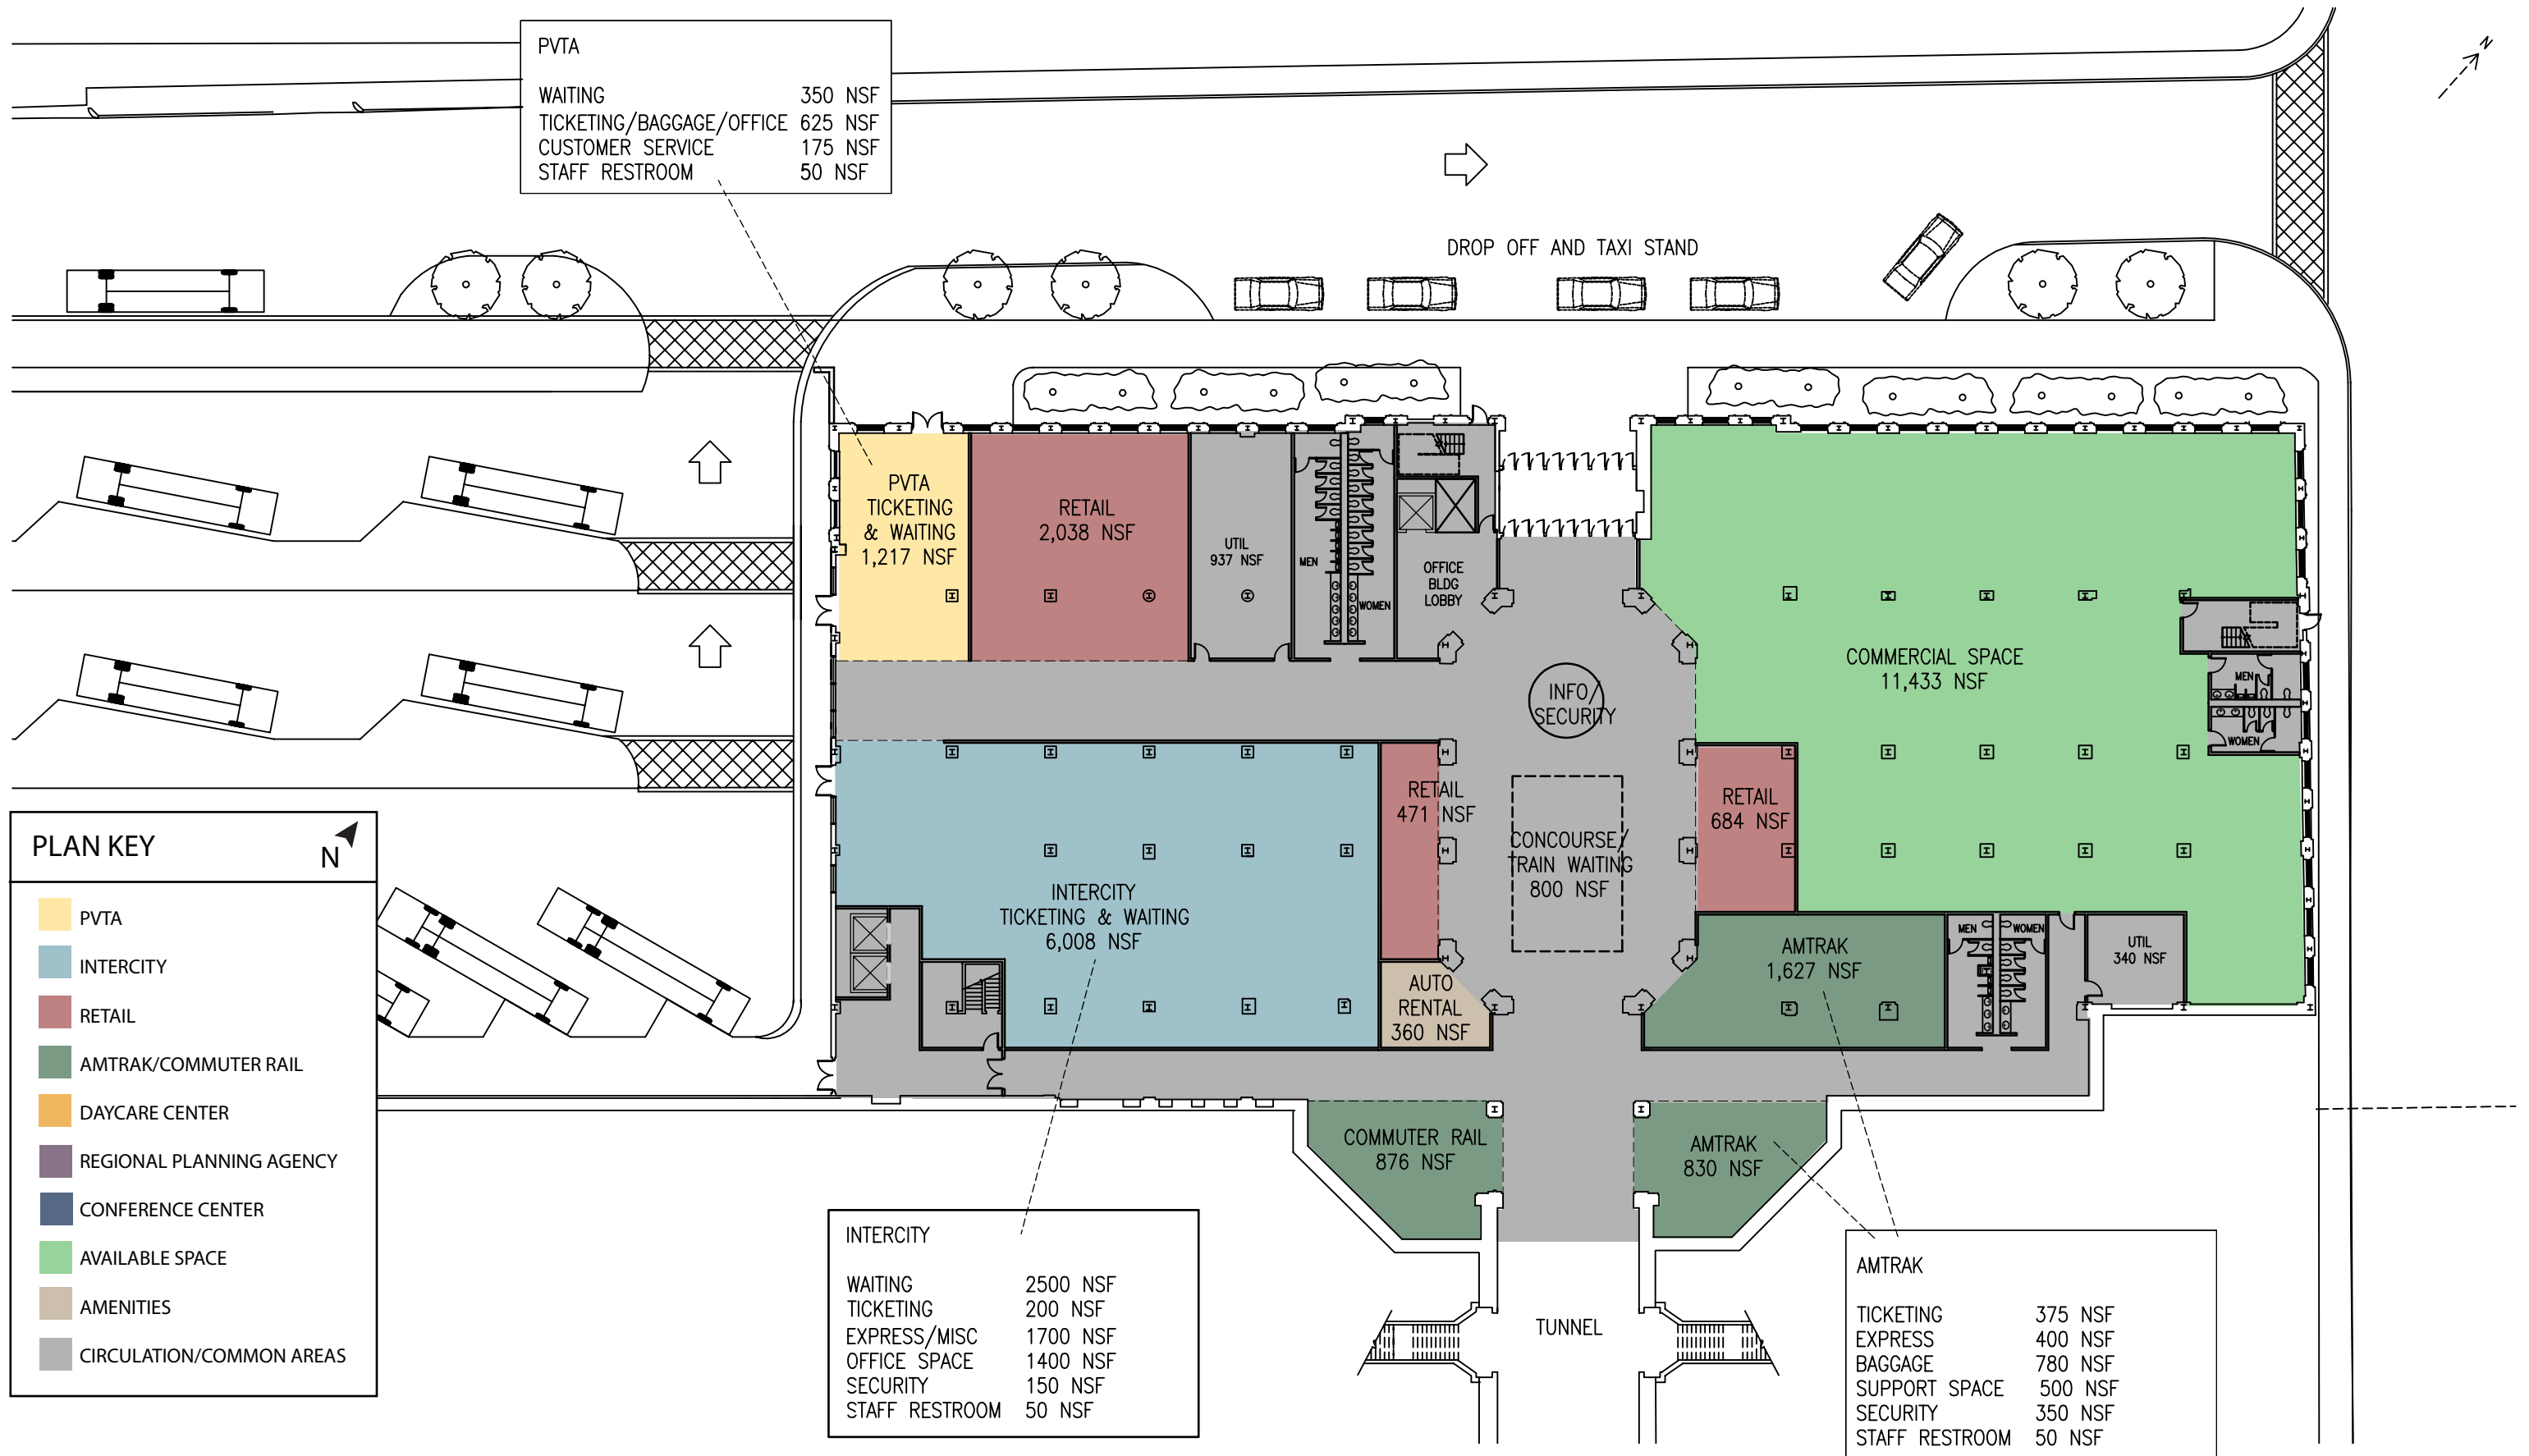 PVTA
WAITING 350 NSF
TICKETING/BAGGAGE/OFFICE 625 NSF
CUSTOMER SERVICE 175 NSF
STAFF RESTROOM 50 NSF
N
DROP OFF AND TAXI STAND
PVTA
TICKETING
& WAITING
1,217 NSF
RETAIL
2,038 NSF
UTIL
937 NSF
MEN
WOMEN
OFFICE
BLDG
LOBBY
INFO/
SECURITY
COMMERCIAL SPACE
11,433 NSF
MEN
WOMEN
RETAIL
471 NSF
CONCOURSE/
TRAIN WAITING
800 NSF
RETAIL
684 NSF
INTERCITY
TICKETING & WAITING
6,008 NSF
AUTO
RENTAL
360 NSF
AMTRAK
1,627 NSF
MEN
WOMEN
UTIL
340 NSF
COMMUTER RAIL
876 NSF
AMTRAK
830 NSF
TUNNEL
PLAN KEY
N
PVTA
INTERCITY
RETAIL
AMTRAK/COMMUTER RAIL
DAYCARE CENTER
REGIONAL PLANNING AGENCY
CONFERENCE CENTER
AVAILABLE SPACE
AMENITIES
CIRCULATION/COMMON AREAS
INTERCITY
WAITING 2500 NSF
TICKETING 200 NSF
EXPRESS/MISC 1700 NSF
OFFICE SPACE 1400 NSF
SECURITY 150 NSF
STAFF RESTROOM 50 NSF
AMTRAK
TICKETING 375 NSF
EXPRESS 400 NSF
BAGGAGE 780 NSF
SUPPORT SPACE 500 NSF
SECURITY 350 NSF
STAFF RESTROOM 50 NSF